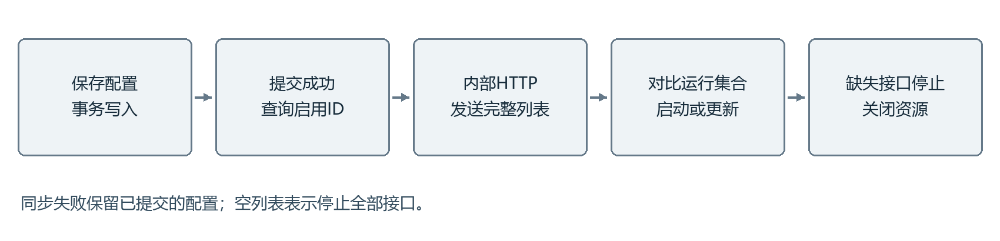 保存配置
事务写入
提交成功
查询启用ID
内部HTTP
发送完整列表
对比运行集合
启动或更新
缺失接口停止
关闭资源
同步失败保留已提交的配置；空列表表示停止全部接口。